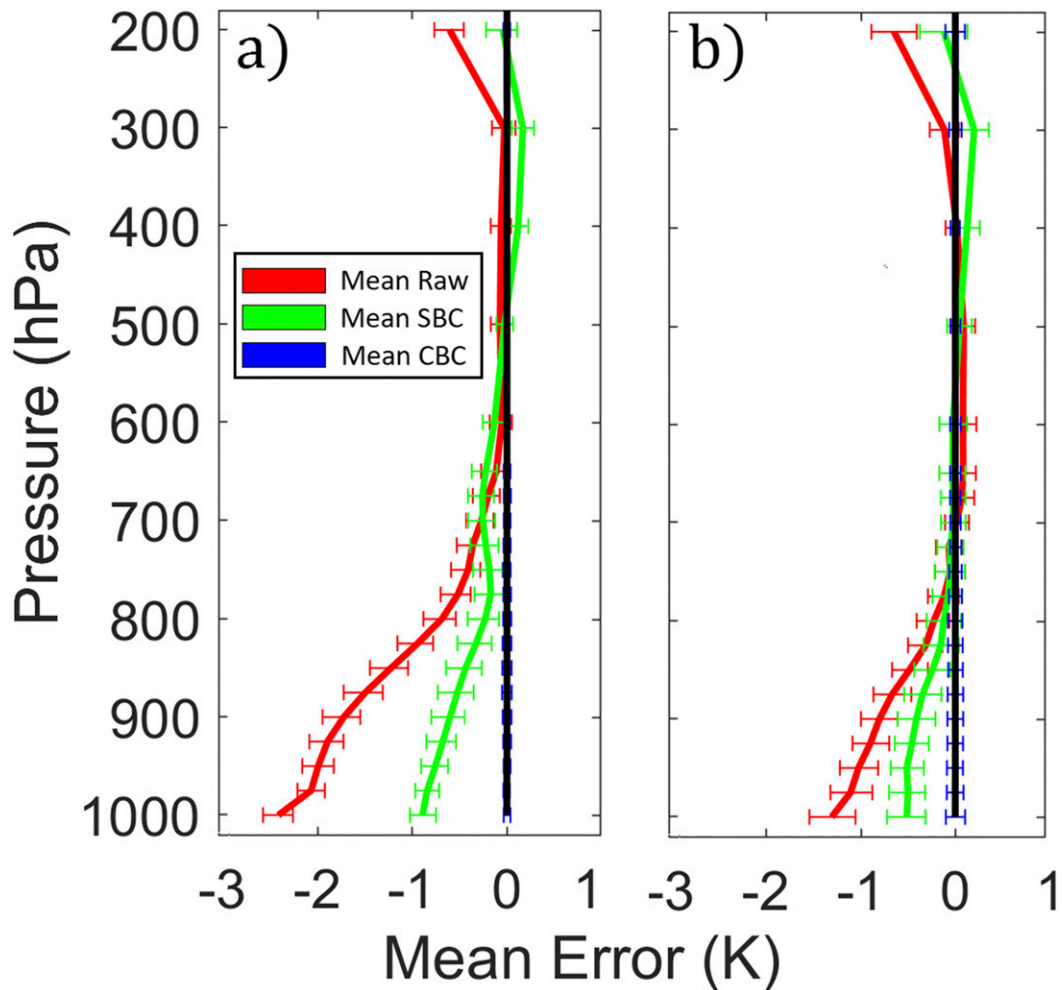 a)
b)
200
300
400
500
600
700
800
900
1000
Pressure (hPa)
Mean Raw
Mean SBC
Mean CBC
-3 -2 -1 0 1
-3 -2 -1 0 1
Mean Error (K)